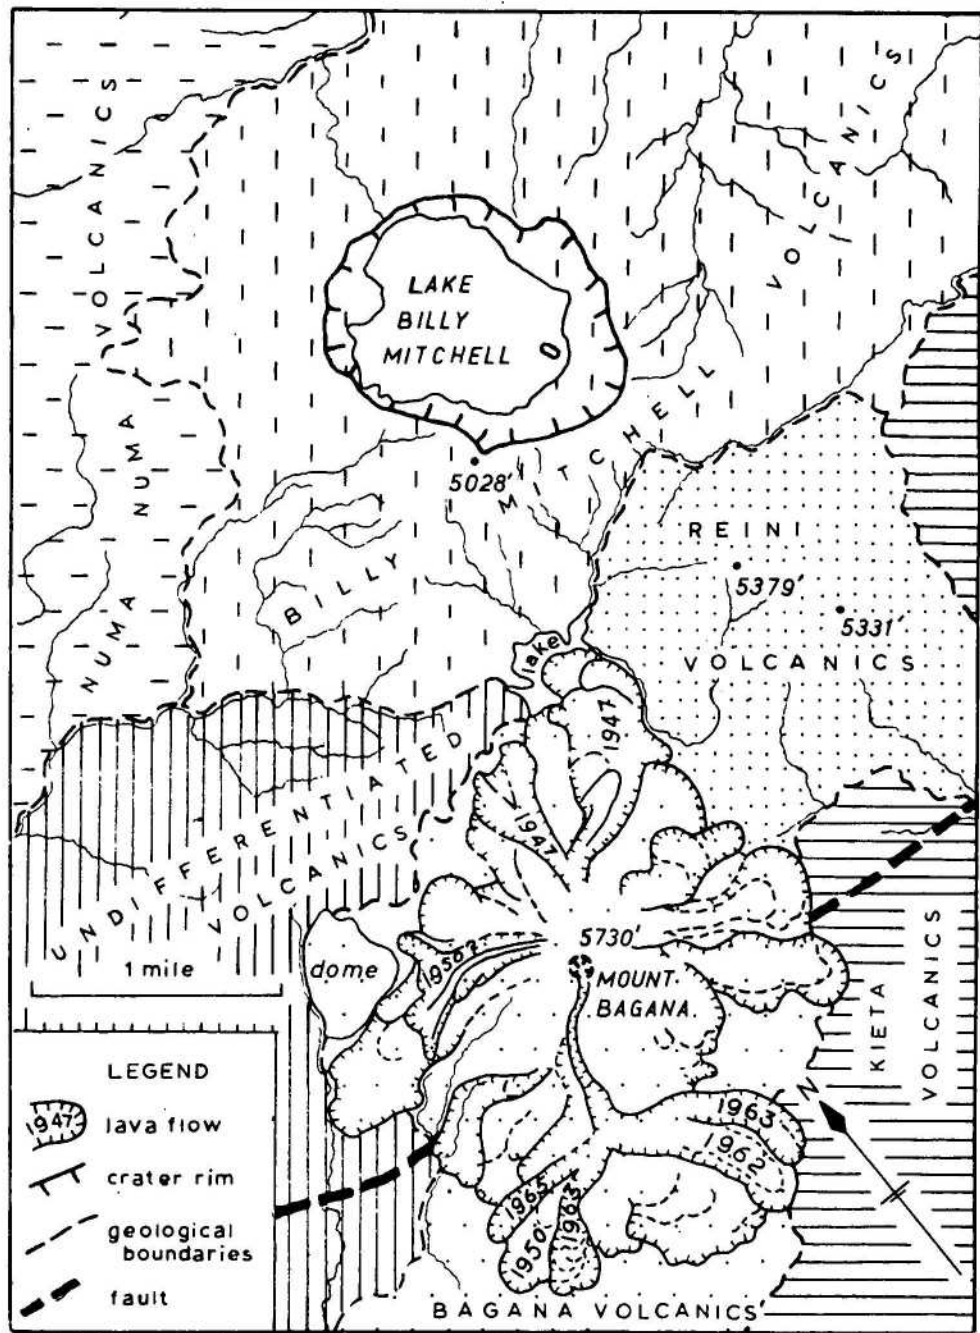 NUMA NUMA VOLCANICS
BILLY MITCHELL VOLCANICS
LAKE
BILLY
MITCHELL
5028'
REINI
5379'
5331'
VOLCANICS
lake
1947
1947
UNDIFFERENTIATED
VOLCANICS
1 mile
dome
1950?
5730'
MOUNT
BAGANA
KIETA
VOLCANICS
N
1963
1962
1965
1950
1963
BAGANA VOLCANICS
LEGEND
1947 lava flow
crater rim
geological
boundaries
fault